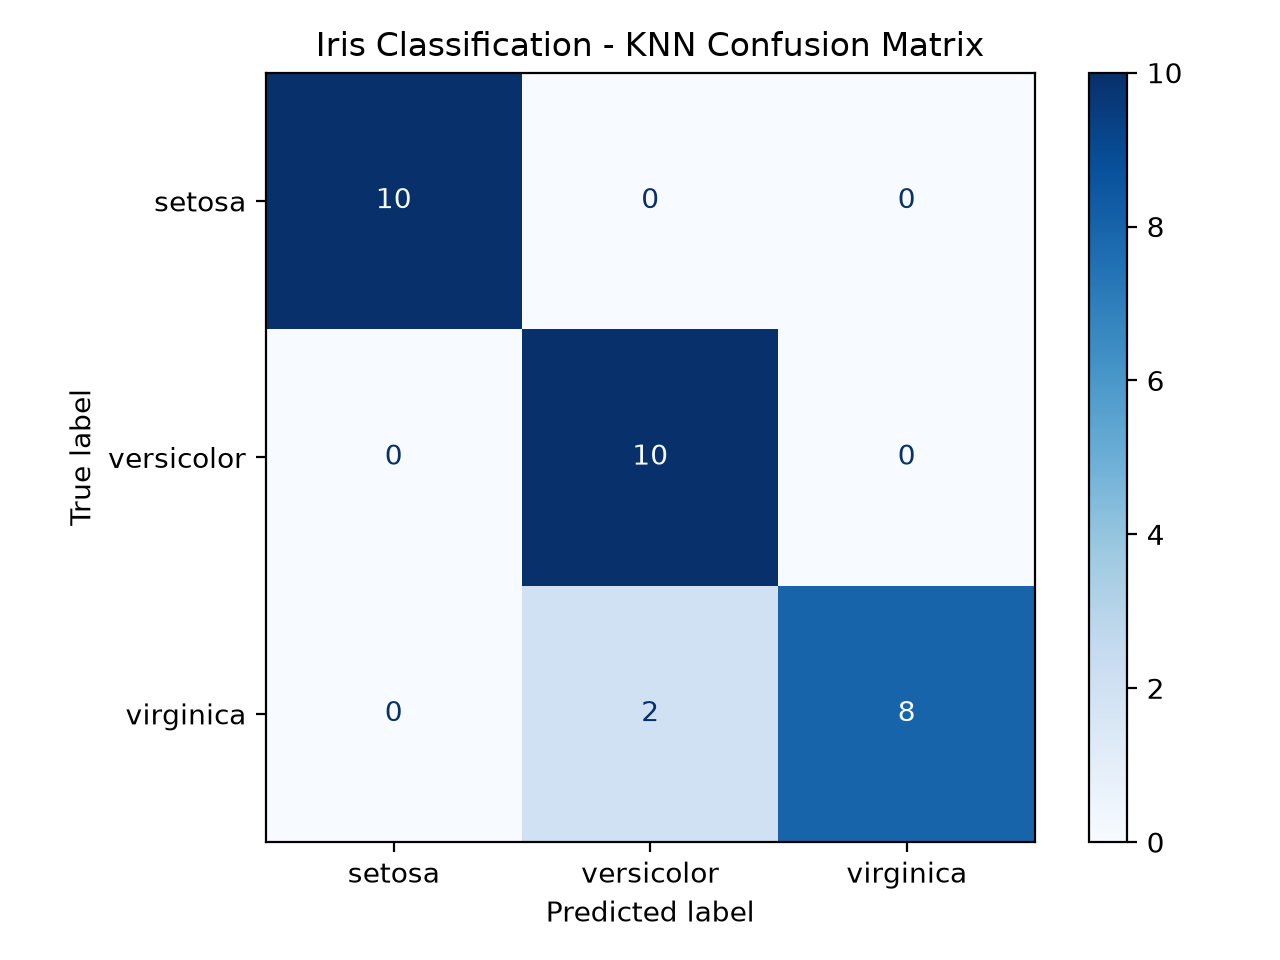 Iris Classification - KNN Confusion Matrix
setosa 10 0 0
versicolor 0 10 0
virginica 0 2 8
setosa versicolor virginica
Predicted label
True label
10
8
6
4
2
0